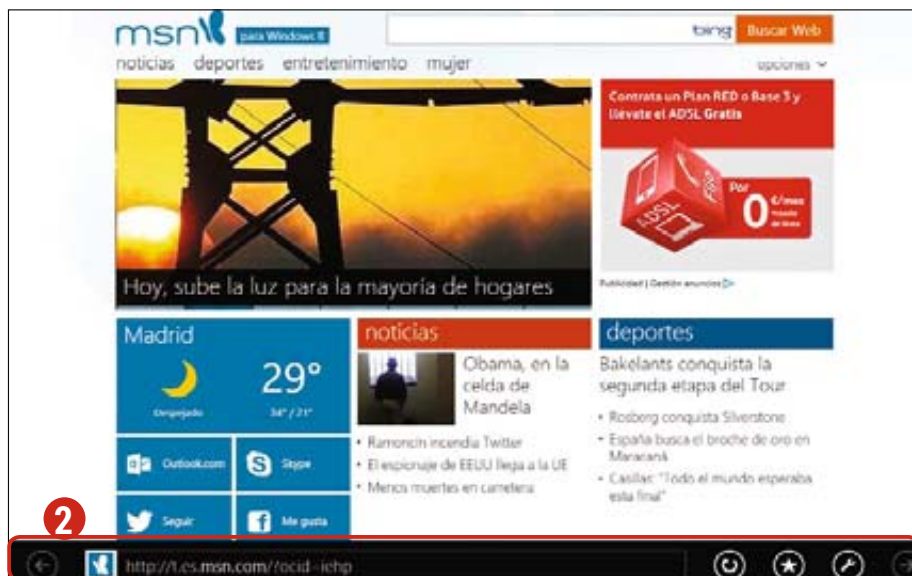 msn para Windows 8
bing Buscar Web
noticias deportes entretenimiento mujer
opciones
Contrata un Plan RED o Base 3 y
llévate el ADSL Gratis
ADSL
Por
0 €/mes
Hoy, sube la luz para la mayoría de hogares
Publicidad | Gestión anuncios
Madrid
29°
Despejado
34° / 21°
Outlook.com
Skype
Seguir
Me gusta
noticias
Obama, en la
celda de
Mandela
Ramoncín incendia Twitter
El espionaje de EEUU llega a la UE
Menos muertes en carretera
deportes
Bakelants conquista la
segunda etapa del Tour
Rosberg conquista Silverstone
España busca el broche de oro en
Maracaná
Casillas: "Todo el mundo esperaba
esta final"
2
http://t.es.msn.com/?ocid=iehp